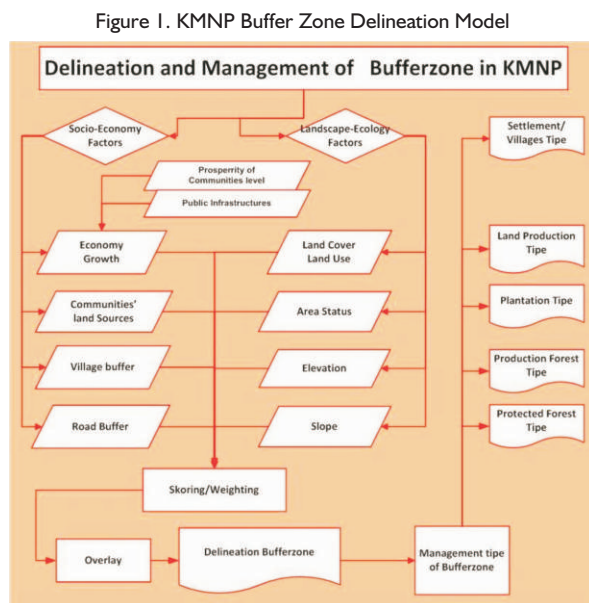 Figure 1. KMNP Buffer Zone Delineation Model
Delineation and Management of Bufferzone in KMNP
Socio-Economy
Factors
Landscape-Ecology
Factors
Settlement/
Villages Tipe
Prosperrity of
Communities level
Public Infrastructures
Economy
Growth
Land Cover
Land Use
Land Production
Tipe
Communities'
land Sources
Area Status
Plantation Tipe
Village buffer
Elevation
Production Forest
Tipe
Road Buffer
Slope
Protected Forest
Tipe
Skoring/Weighting
Overlay
Delineation Bufferzone
Management tipe
of Bufferzone